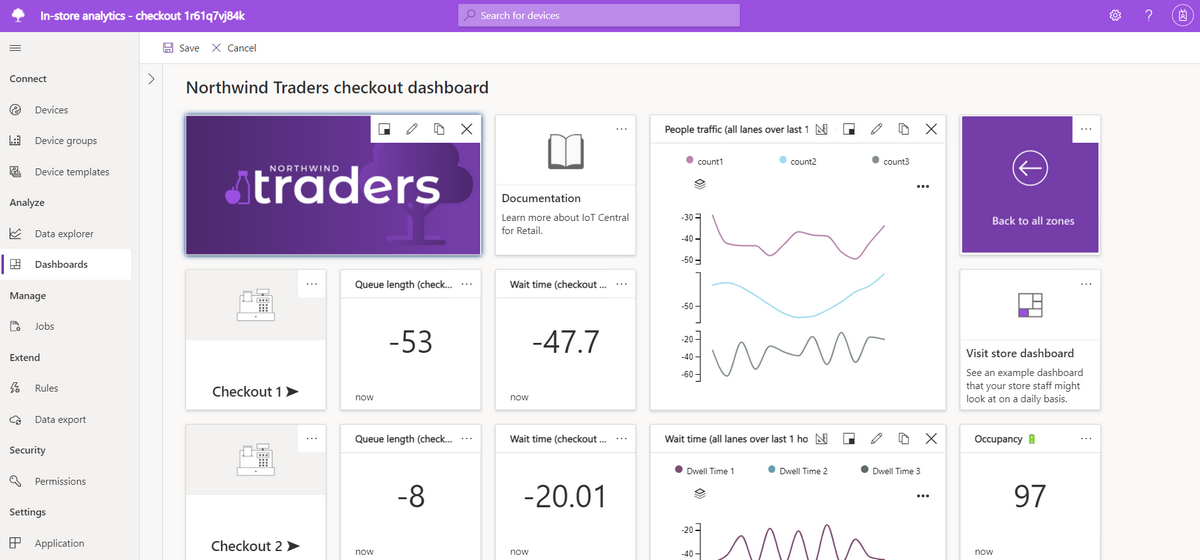 In-store analytics - checkout 1r61q7vj84k
Search for devices
?
Save
Cancel
Connect
Devices
Device groups
Device templates
Analyze
Data explorer
Dashboards
Manage
Jobs
Extend
Rules
Data export
Security
Permissions
Settings
Application
Northwind Traders checkout dashboard
NORTHWIND
traders
Documentation
Learn more about IoT Central
for Retail.
People traffic (all lanes over last 1
count1 count2 count3
-30
-40
-50
-50
-20
-40
-60
Back to all zones
Checkout 1 ➤
Queue length (check...
-53
now
Wait time (checkout ...
-47.7
now
Visit store dashboard
See an example dashboard
that your store staff might
look at on a daily basis.
Checkout 2 ➤
Queue length (check...
-8
now
Wait time (checkout ...
-20.01
now
Wait time (all lanes over last 1 ho
Dwell Time 1 Dwell Time 2 Dwell Time 3
-20
-40
Occupancy 🔋
97
now